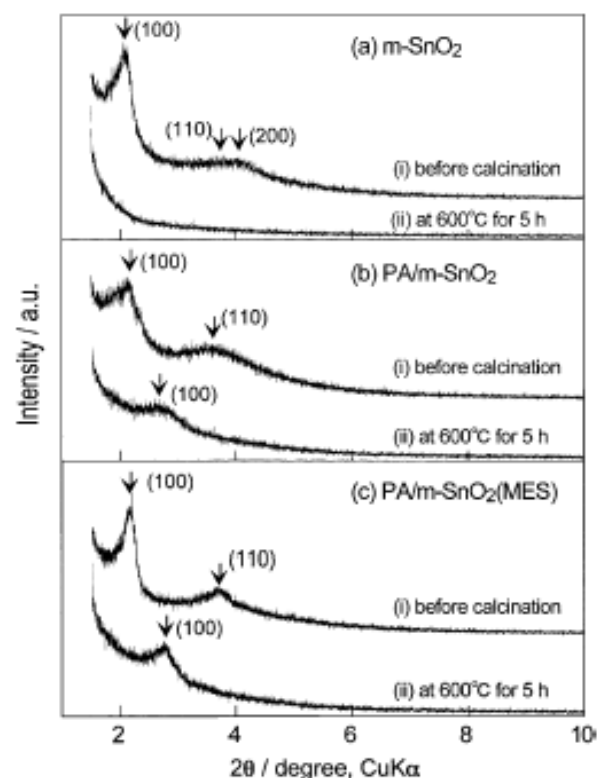 (100)
(a) m-SnO2
(110)
(200)
(i) before calcination
(ii) at 600°C for 5 h
(100)
(b) PA/m-SnO2
(110)
(i) before calcination
(100)
(ii) at 600°C for 5 h
(100)
(c) PA/m-SnO2(MES)
(110)
(i) before calcination
(100)
(ii) at 600°C for 5 h
Intensity / a.u.
2 4 6 8 10
2θ / degree, CuKα